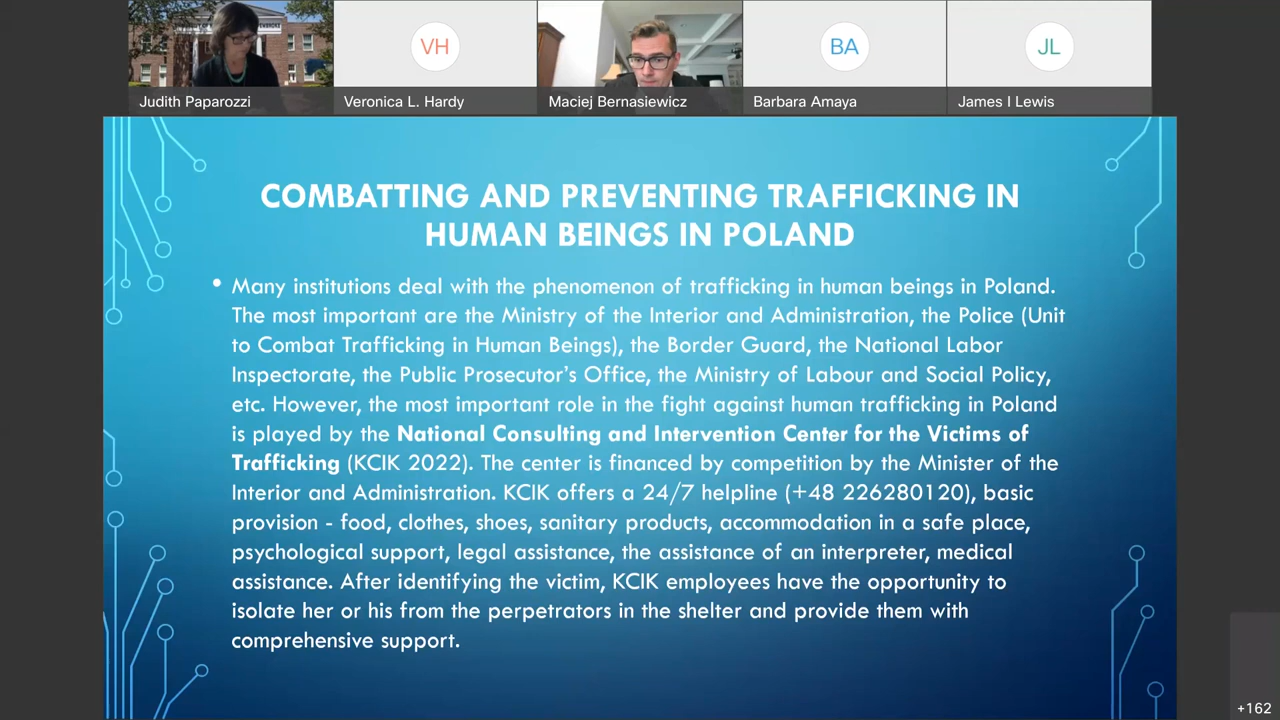 VH
BA
JL
Judith Paparozzi
Veronica L. Hardy
Maciej Bernasiewicz
Barbara Amaya
James I Lewis
COMBATTING AND PREVENTING TRAFFICKING IN
HUMAN BEINGS IN POLAND
• Many institutions deal with the phenomenon of trafficking in human beings in Poland.
The most important are the Ministry of the Interior and Administration, the Police (Unit
to Combat Trafficking in Human Beings), the Border Guard, the National Labor
Inspectorate, the Public Prosecutor's Office, the Ministry of Labour and Social Policy,
etc. However, the most important role in the fight against human trafficking in Poland
is played by the National Consulting and Intervention Center for the Victims of
Trafficking (KCIK 2022). The center is financed by competition by the Minister of the
Interior and Administration. KCIK offers a 24/7 helpline (+48 226280120), basic
provision - food, clothes, shoes, sanitary products, accommodation in a safe place,
psychological support, legal assistance, the assistance of an interpreter, medical
assistance. After identifying the victim, KCIK employees have the opportunity to
isolate her or his from the perpetrators in the shelter and provide them with
comprehensive support.
+162